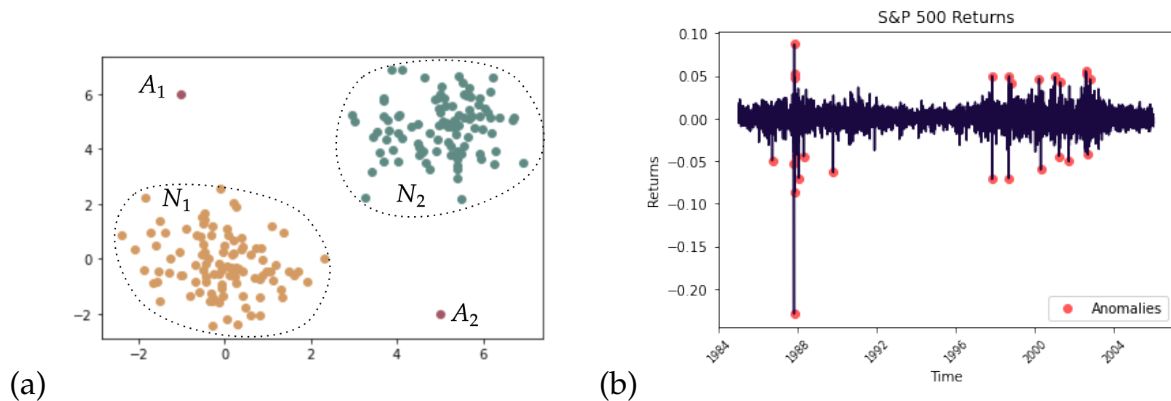 (a)
A₁
N₁
N₂
A₂
6
4
2
0
−2
−2
0
2
4
6
(b)
S&P 500 Returns
Returns
0.10
0.05
0.00
−0.05
−0.10
−0.15
−0.20
Anomalies
1984
1988
1992
1996
2000
2004
Time